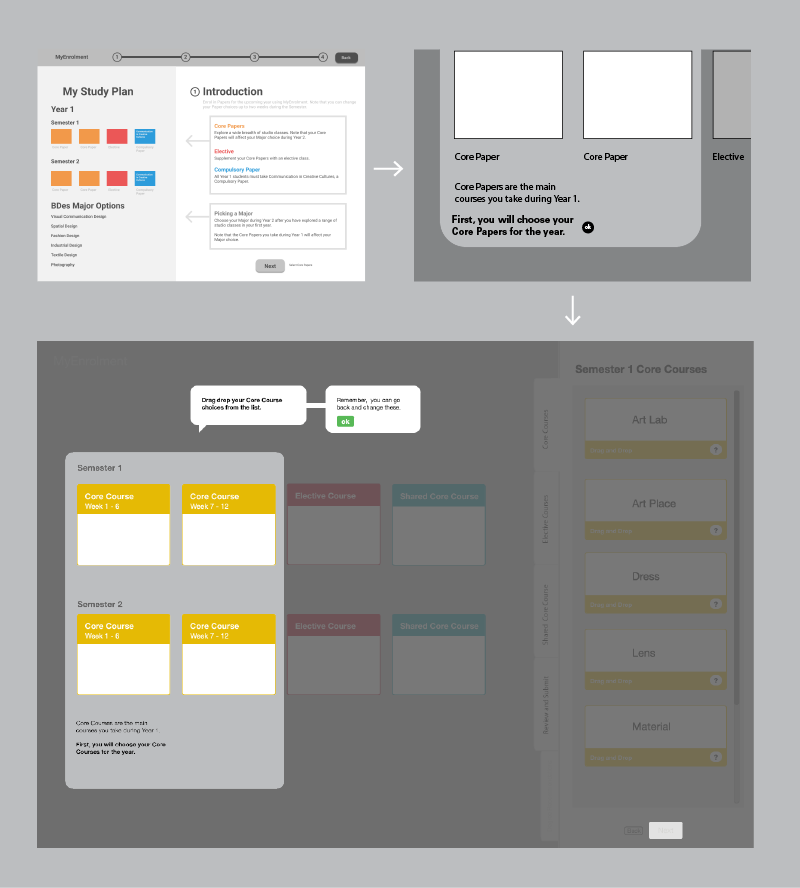 MyEnrolment
1
2
3
4
Back
My Study Plan
Year 1
Semester 1
Core Paper
Core Paper
Elective
Compulsory
Paper
Semester 2
Core Paper
Core Paper
Elective
Compulsory
Paper
BDes Major Options
Visual Communication Design
Spatial Design
Fashion Design
Industrial Design
Textile Design
Photography
1 Introduction
Core Papers
Explore a wide breadth of studio classes. Note that your Core
Papers will affect your Major choice during Year 2.
Elective
Supplement your Core Papers with an elective class.
Compulsory Paper
All Year 1 students must take Communication in Creative Cultures, a
Compulsory Paper.
Picking a Major
Choose your Major during Year 2 after you have explored a range of
studio classes in your first year.
Note that the Core Papers you take during Year 1 will affect your
Major choice.
Next
Core Paper
Core Paper
Elective
Core Papers are the main
courses you take during Year 1.
First, you will choose your
Core Papers for the year.
ok
MyEnrolment
Drag drop your Core Course
choices from the list.
Remember, you can go
back and change these.
ok
Semester 1
Core Course
Week 1 - 6
Core Course
Week 7 - 12
Elective Course
Shared Core Course
Semester 2
Core Course
Week 1 - 6
Core Course
Week 7 - 12
Elective Course
Shared Core Course
Core Courses are the main
courses you take during Year 1.
First, you will choose your Core
Courses for the year.
Core Courses
Elective Courses
Shared Core Course
Review and Submit
Semester 1 Core Courses
Art Lab
Drag and Drop
?
Art Place
Drag and Drop
?
Dress
Drag and Drop
?
Lens
Drag and Drop
?
Material
Drag and Drop
?